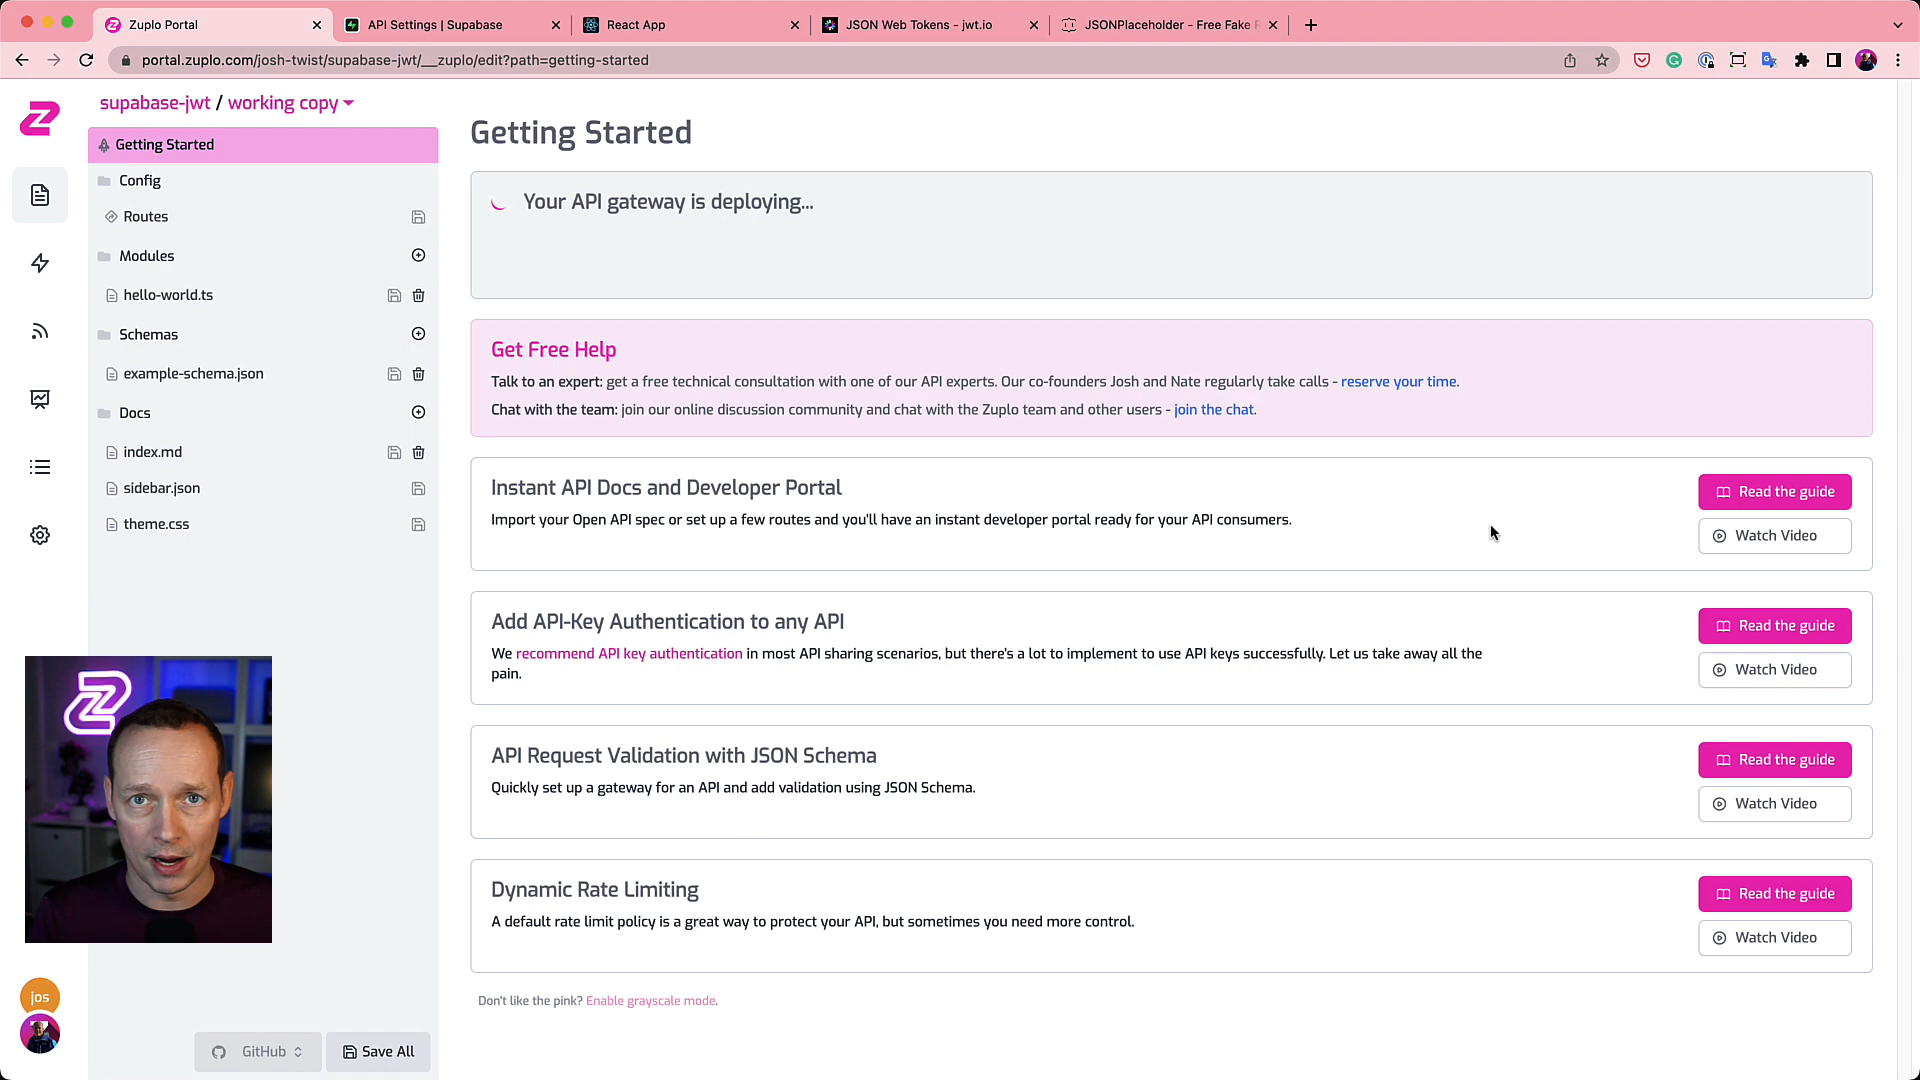 Zuplo Portal
API Settings | Supabase
React App
JSON Web Tokens - jwt.io
JSONPlaceholder - Free Fake
portal.zuplo.com/josh-twist/supabase-jwt/__zuplo/edit?path=getting-started
supabase-jwt / working copy
Getting Started
Config
Routes
Modules
hello-world.ts
Schemas
example-schema.json
Docs
index.md
sidebar.json
theme.css
jos
GitHub
Save All
Getting Started
Your API gateway is deploying...
Get Free Help
Talk to an expert: get a free technical consultation with one of our API experts. Our co-founders Josh and Nate regularly take calls - reserve your time.
Chat with the team: join our online discussion community and chat with the Zuplo team and other users - join the chat.
Instant API Docs and Developer Portal
Import your Open API spec or set up a few routes and you'll have an instant developer portal ready for your API consumers.
Read the guide
Watch Video
Add API-Key Authentication to any API
We recommend API key authentication in most API sharing scenarios, but there's a lot to implement to use API keys successfully. Let us take away all the
pain.
Read the guide
Watch Video
API Request Validation with JSON Schema
Quickly set up a gateway for an API and add validation using JSON Schema.
Read the guide
Watch Video
Dynamic Rate Limiting
A default rate limit policy is a great way to protect your API, but sometimes you need more control.
Read the guide
Watch Video
Don't like the pink? Enable grayscale mode.